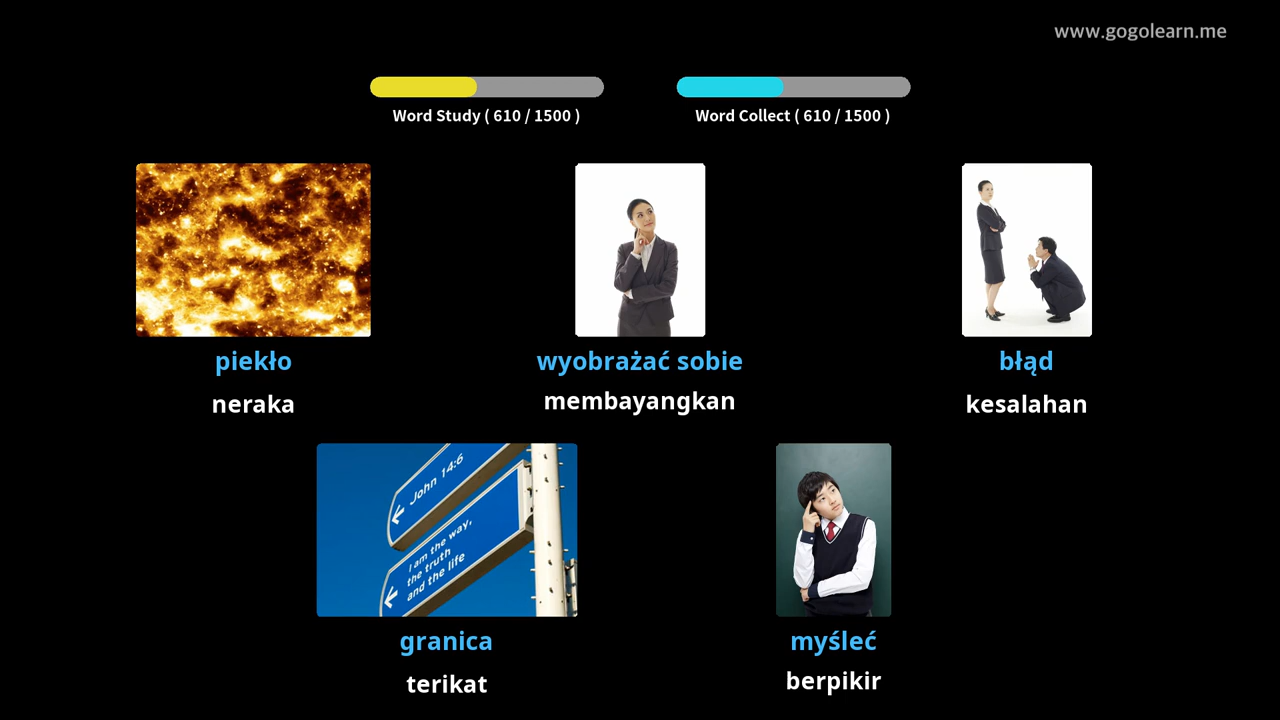 www.gogolearn.me
Word Study ( 610 / 1500 )
Word Collect ( 610 / 1500 )
piekło
neraka
wyobrażać sobie
membayangkan
błąd
kesalahan
John 14:6
I am the way,
the truth
and the life
granica
terikat
myśleć
berpikir